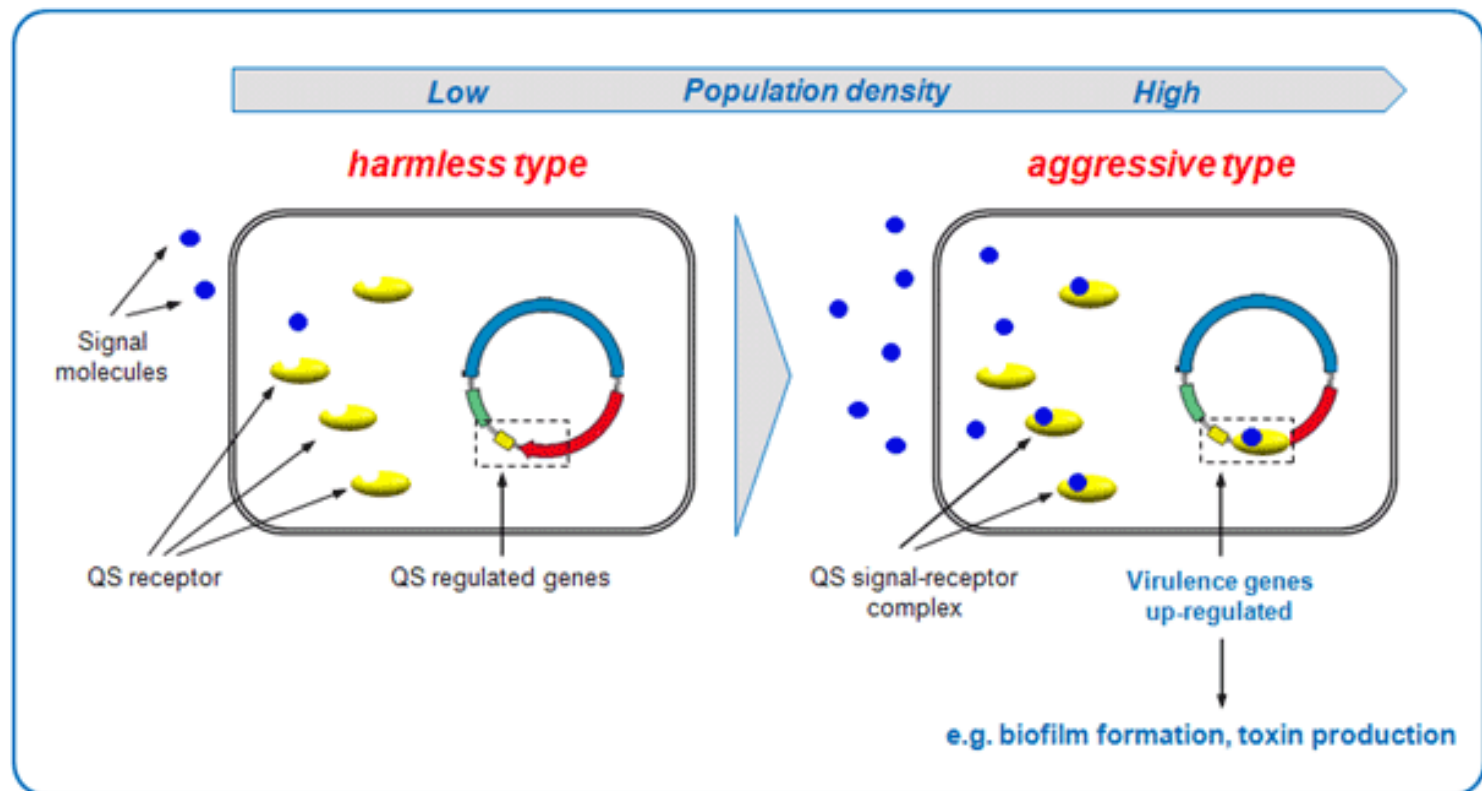 Low Population density High
harmless type
aggressive type
Signal
molecules
QS receptor
QS regulated genes
QS signal-receptor
complex
Virulence genes
up-regulated
e.g. biofilm formation, toxin production